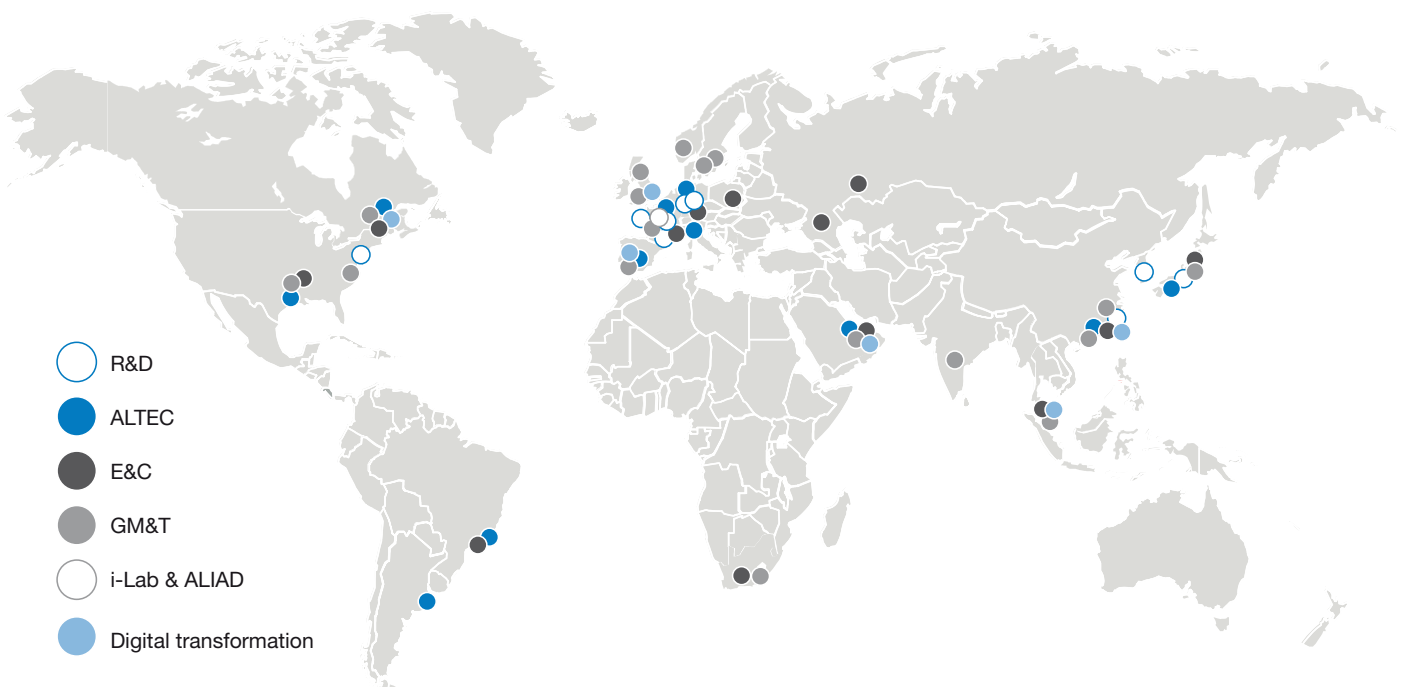 R&D
ALTEC
E&C
GM&T
i-Lab & ALIAD
Digital transformation